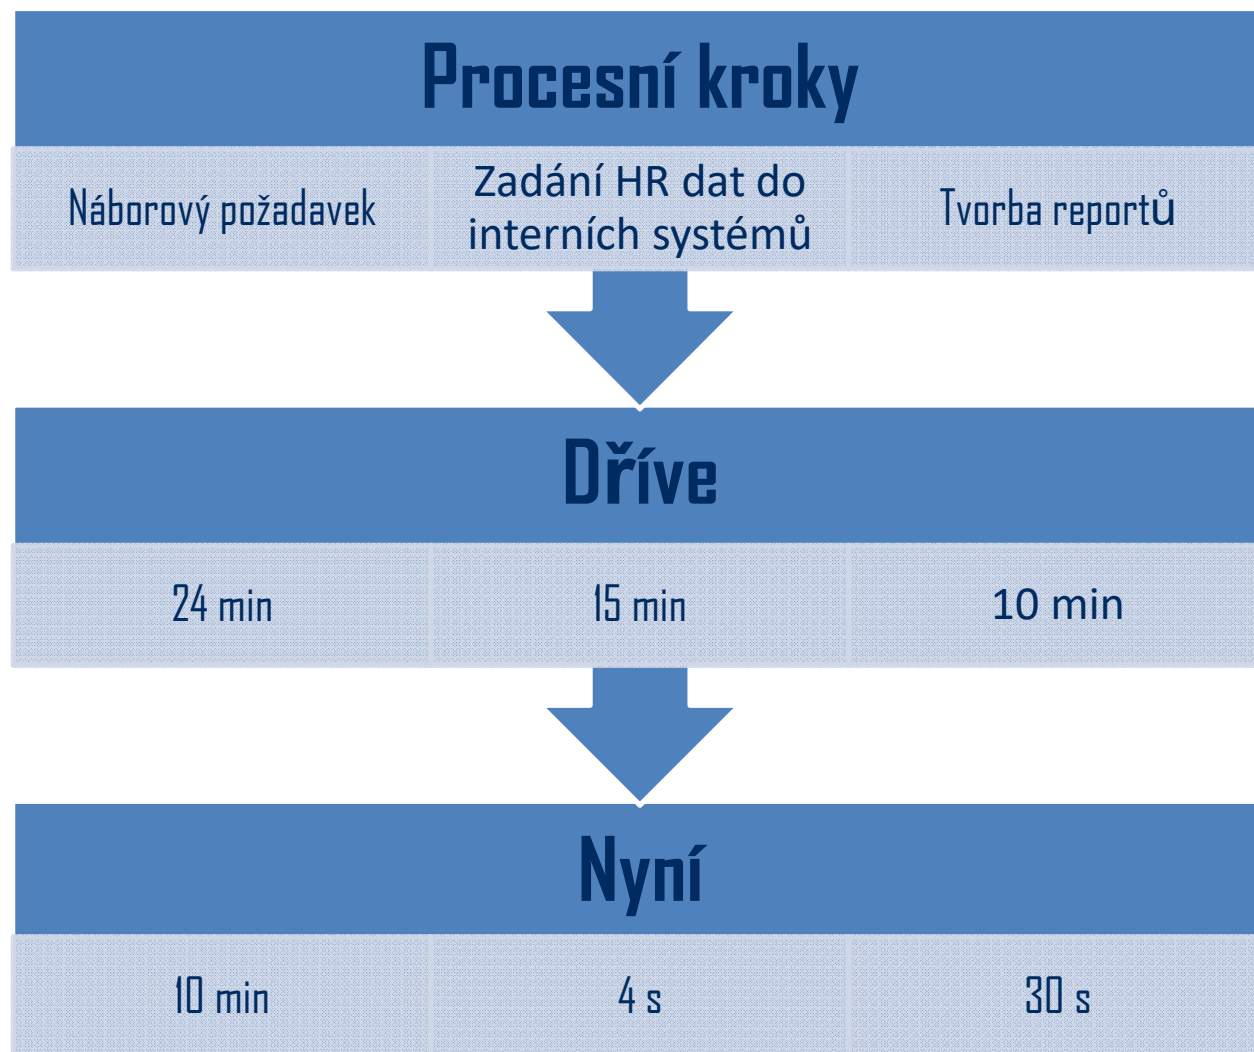 Procesní kroky
Náborový požadavek
Zadání HR dat do
interních systémů
Tvorba reportů
Dříve
24 min
15 min
10 min
Nyní
10 min
4 s
30 s